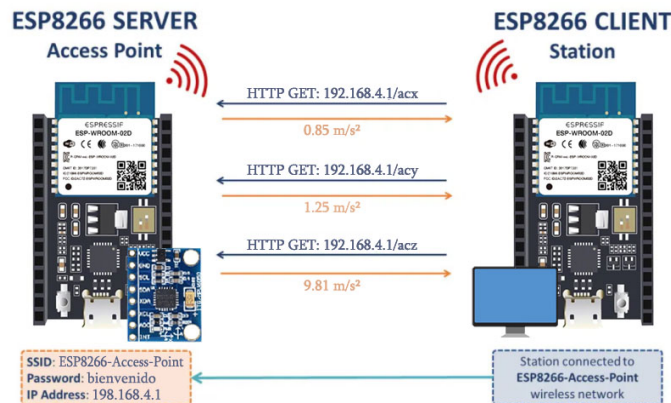 ESP8266 SERVER
Access Point
ESP8266 CLIENT
Station
HTTP GET: 192.168.4.1/acx
0.85 m/s²
HTTP GET: 192.168.4.1/acy
1.25 m/s²
HTTP GET: 192.168.4.1/acz
9.81 m/s²
ESPRESSIF
ESP-WROOM-02D
ESPRESSIF
ESP-WROOM-02D
VCC
GND
SCL
SDA
XDA
XCL
ADO
INT
SSID: ESP8266-Access-Point
Password: bienvenido
IP Address: 198.168.4.1
Station connected to
ESP8266-Access-Point
wireless network